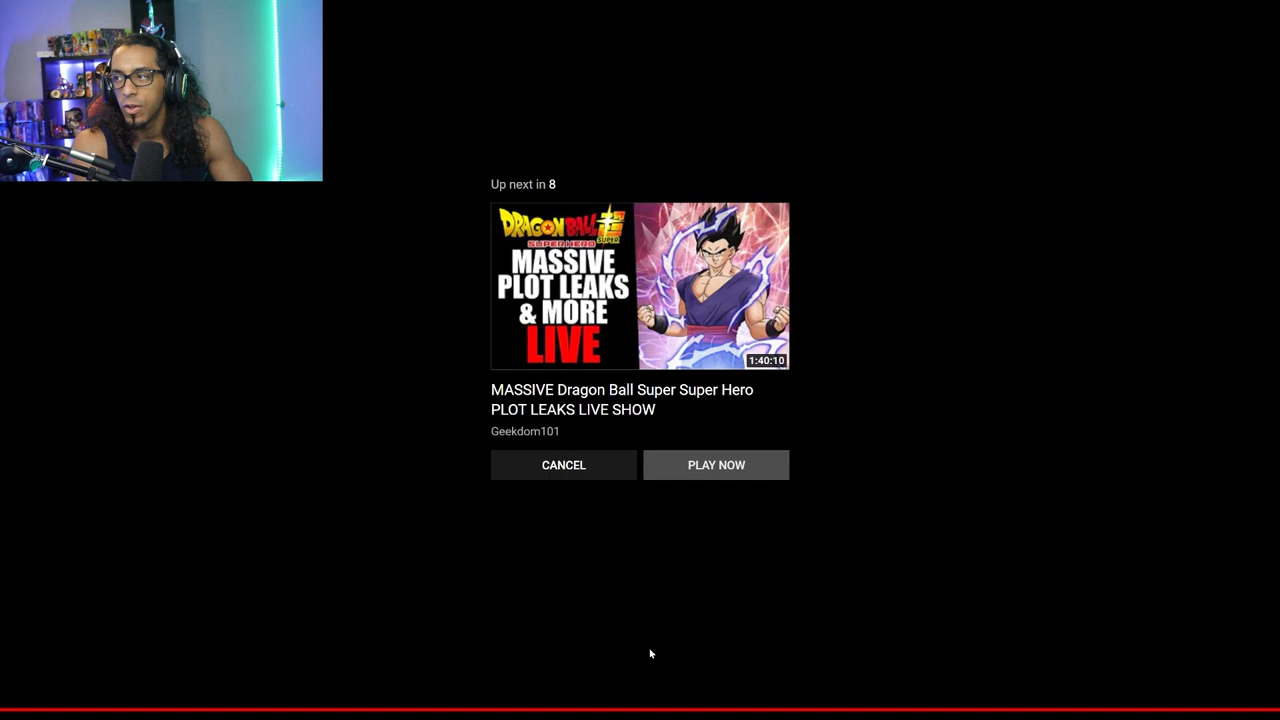 Up next in 8
DRAGON BALL
SUPER
SUPER HERO
MASSIVE
PLOT LEAKS
& MORE
LIVE
1:40:10
MASSIVE Dragon Ball Super Super Hero
PLOT LEAKS LIVE SHOW
Geekdom101
CANCEL
PLAY NOW